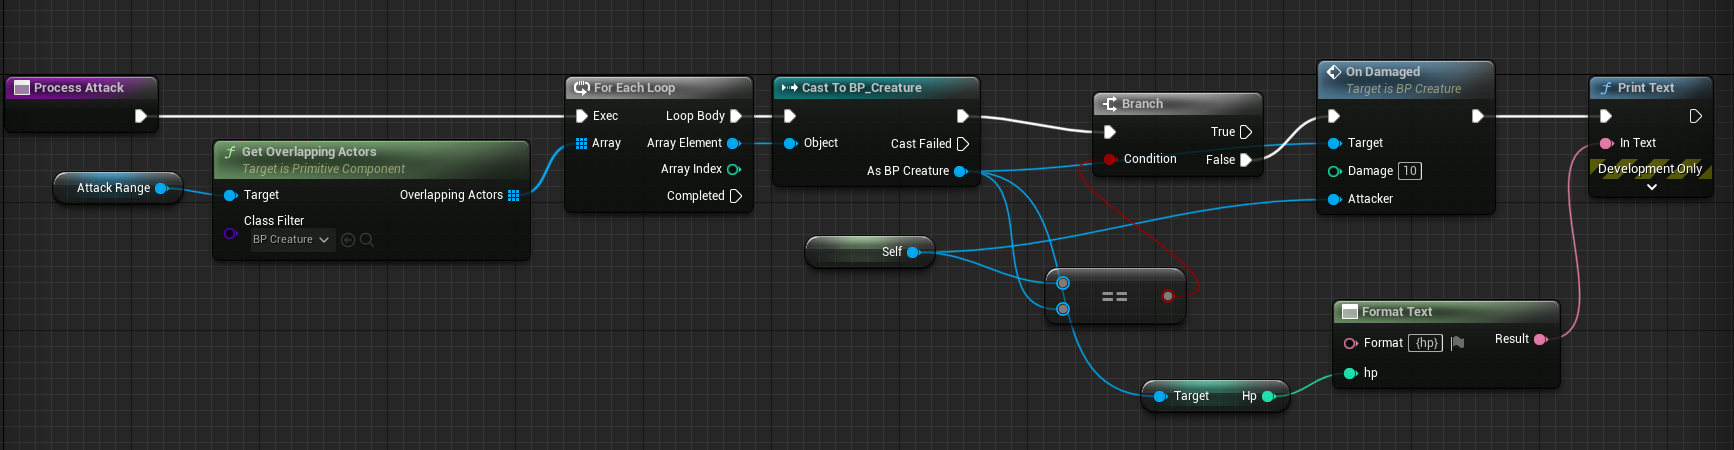 Process Attack
Attack Range
Get Overlapping Actors
Target is Primitive Component
Target
Overlapping Actors
Class Filter
BP Creature
For Each Loop
Exec
Loop Body
Array
Array Element
Array Index
Completed
Cast To BP_Creature
Object
Cast Failed
As BP Creature
Self
==
Branch
True
Condition
False
On Damaged
Target is BP Creature
Target
Damage 10
Attacker
Target Hp
Format Text
Format {hp}
Result
hp
Print Text
In Text
Development Only